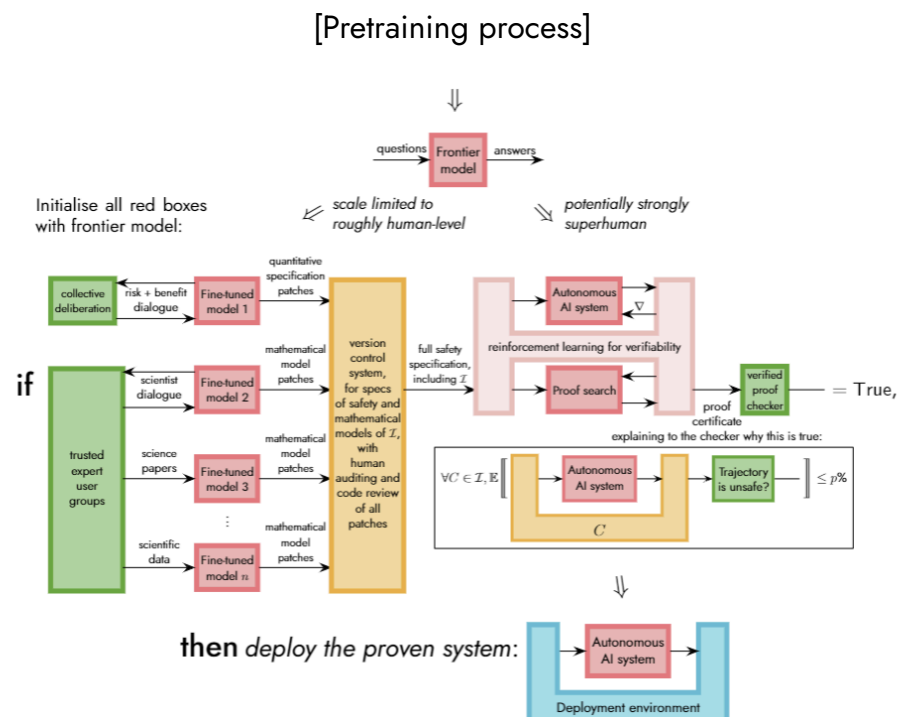 [Pretraining process]
⇓
questions
Frontier
model
answers
Initialise all red boxes
with frontier model:
⇙
scale limited to
roughly human-level
⇘
potentially strongly
superhuman
if
collective
deliberation
risk + benefit
dialogue
Fine-tuned
model 1
quantitative
specification
patches
trusted
expert
user
groups
scientist
dialogue
Fine-tuned
model 2
mathematical
model
patches
science
papers
Fine-tuned
model 3
mathematical
model
patches
⋮
scientific
data
Fine-tuned
model n
mathematical
model
patches
version
control
system,
for specs
of safety and
mathematical
models of ℐ,
with
human
auditing and
code review
of all
patches
full safety
specification,
including ℐ
Autonomous
AI system
∇
reinforcement learning for verifiability
Proof search
proof
certificate
verified
proof
checker
= True,
explaining to the checker why this is true:
∀C ∈ ℐ, 𝔼⟦
Autonomous
AI system
C
Trajectory
is unsafe?
⟧ ≤ p%
⇓
then deploy the proven system:
Autonomous
AI system
Deployment environment